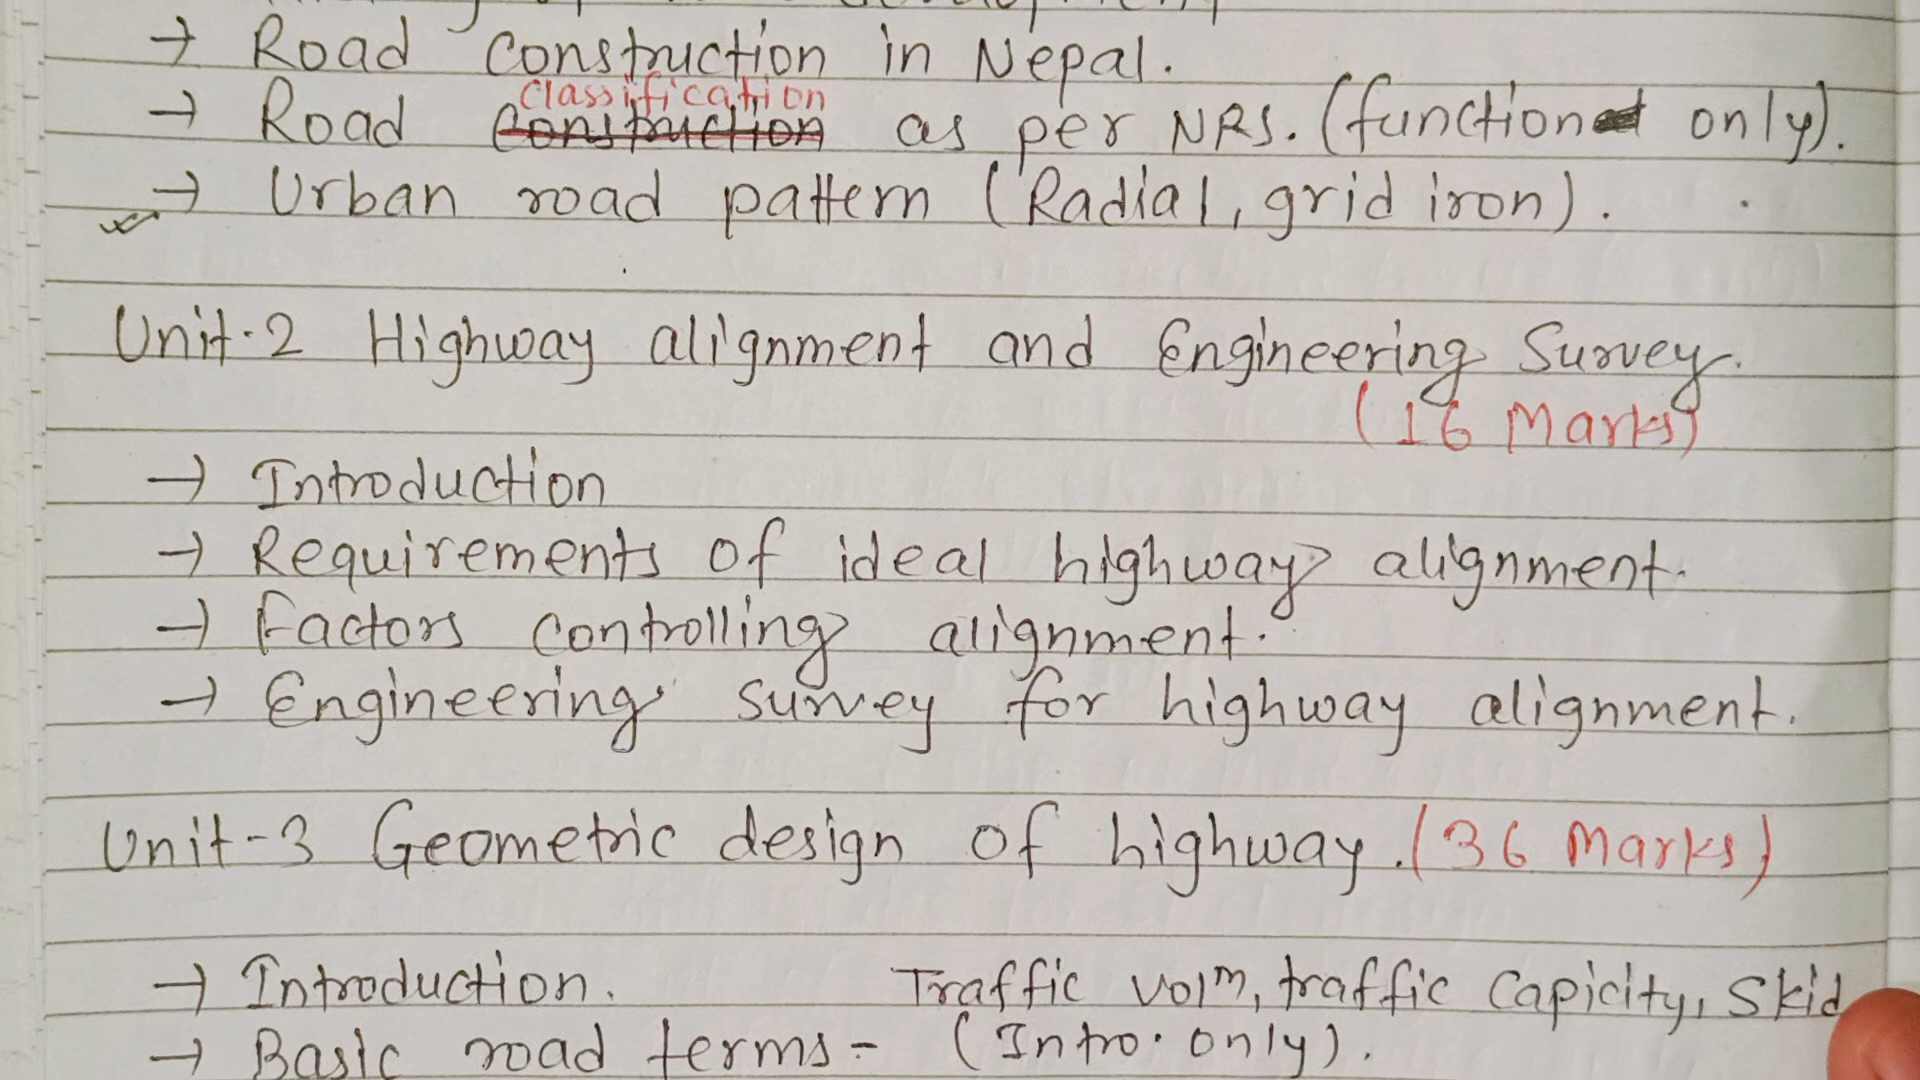 → Road construction in Nepal.
→ Road classification as per NRS. (function only).
→ Urban road pattern (Radial, grid iron).
Unit-2 Highway alignment and Engineering Survey.
(16 Marks)
→ Introduction
→ Requirements of ideal highway alignment.
→ Factors controlling alignment.
→ Engineering survey for highway alignment.
Unit-3 Geometric design of highway. (36 Marks)
→ Introduction. Traffic volm, traffic Capicity, Skid
→ Basic road terms - (Intro. only).